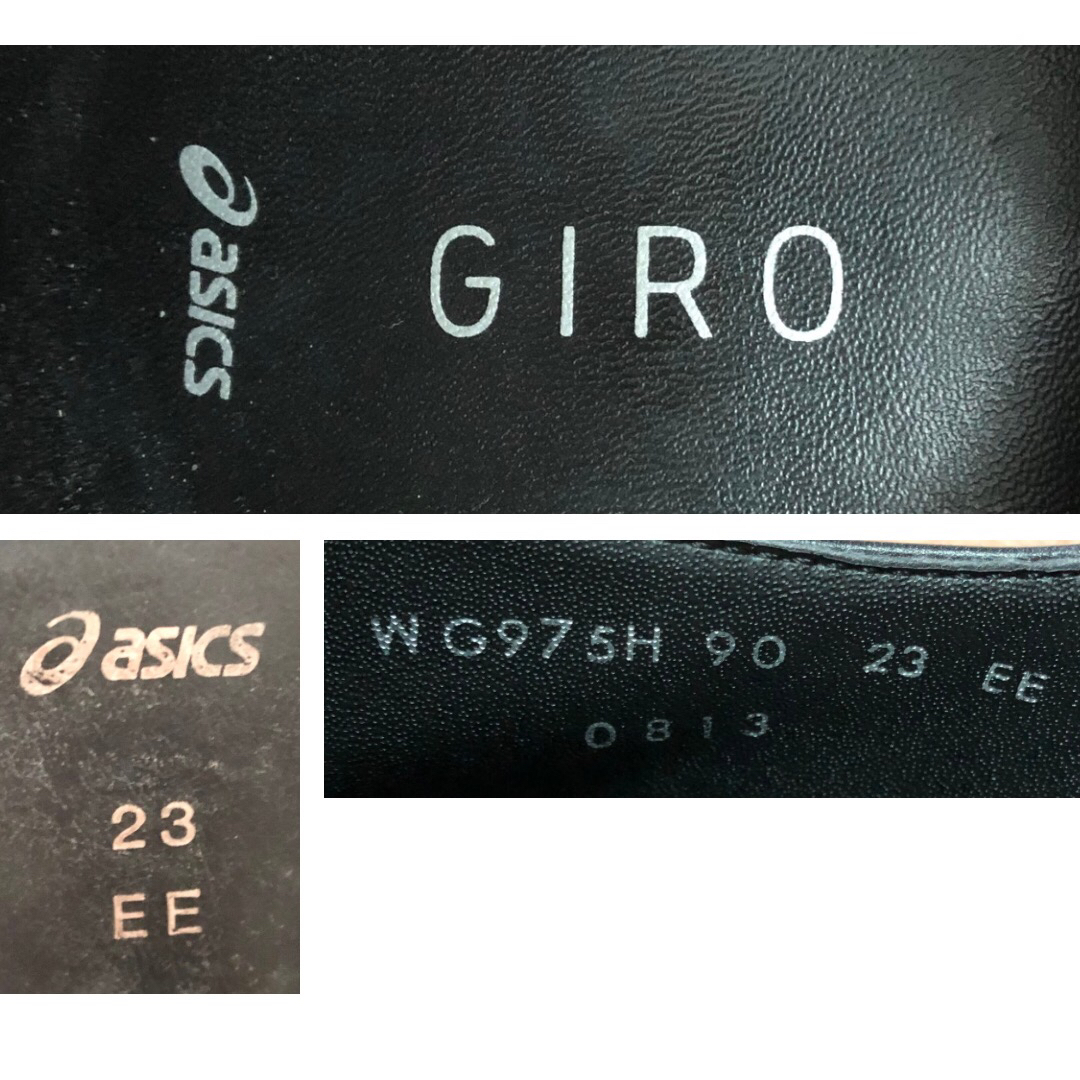 asics
GIRO
asics
23
EE
WG975H 90 23 EE
0813